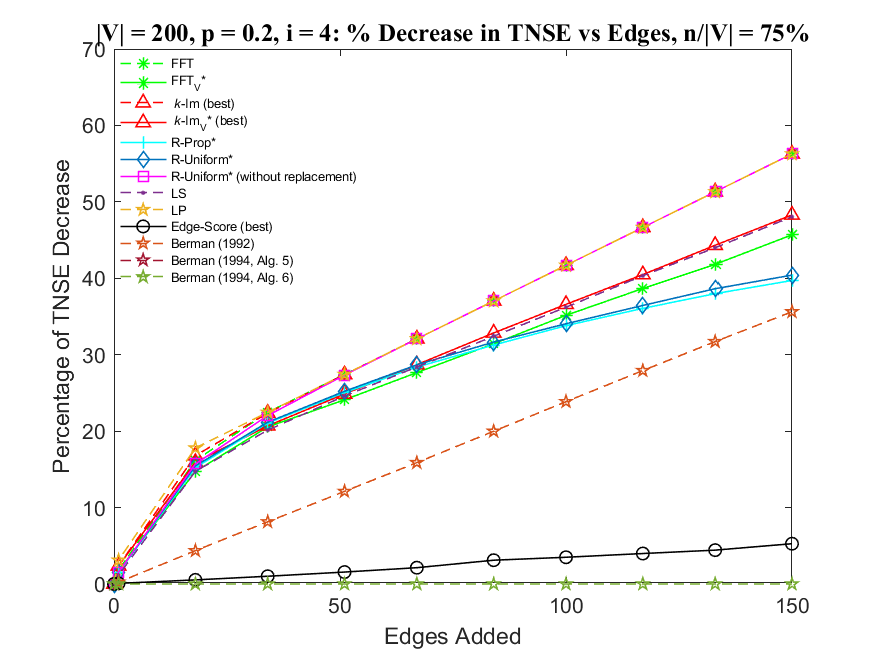 |V| = 200, p = 0.2, i = 4: % Decrease in TNSE vs Edges, n/|V| = 75%
70
60
50
40
30
20
10
0
Percentage of TNSE Decrease
FFT
FFT_V*
k-Im (best)
k-Im_V* (best)
R-Prop*
R-Uniform*
R-Uniform* (without replacement)
LS
LP
Edge-Score (best)
Berman (1992)
Berman (1994, Alg. 5)
Berman (1994, Alg. 6)
0 50 100 150
Edges Added